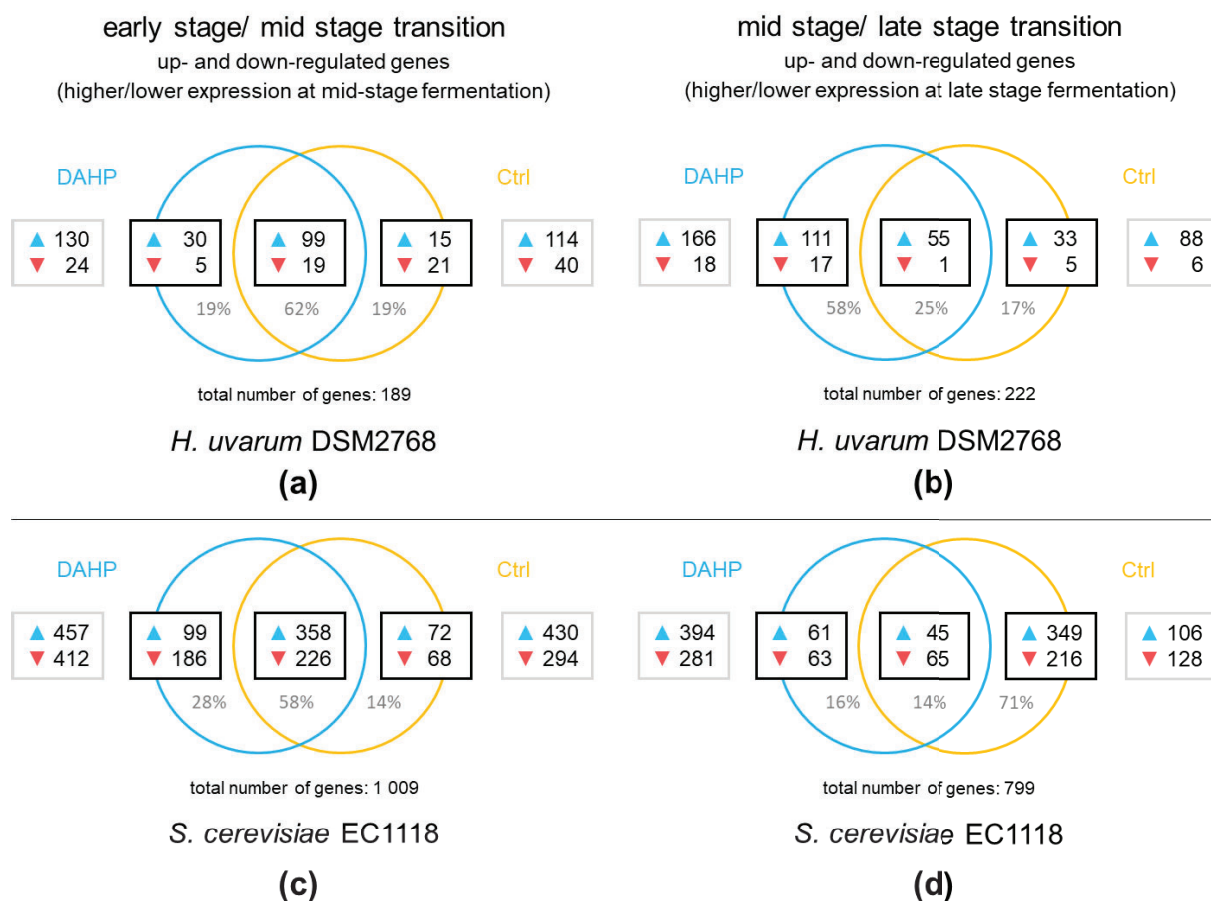 early stage/ mid stage transition
up- and down-regulated genes
(higher/lower expression at mid-stage fermentation)
mid stage/ late stage transition
up- and down-regulated genes
(higher/lower expression at late stage fermentation)
DAHP
Ctrl
▲ 130
▼ 24
▲ 30
▼ 5
▲ 99
▼ 19
▲ 15
▼ 21
▲ 114
▼ 40
19%
62%
19%
total number of genes: 189
H. uvarum DSM2768
(a)
DAHP
Ctrl
▲ 166
▼ 18
▲ 111
▼ 17
▲ 55
▼ 1
▲ 33
▼ 5
▲ 88
▼ 6
58%
25%
17%
total number of genes: 222
H. uvarum DSM2768
(b)
DAHP
Ctrl
▲ 457
▼ 412
▲ 99
▼ 186
▲ 358
▼ 226
▲ 72
▼ 68
▲ 430
▼ 294
28%
58%
14%
total number of genes: 1 009
S. cerevisiae EC1118
(c)
DAHP
Ctrl
▲ 394
▼ 281
▲ 61
▼ 63
▲ 45
▼ 65
▲ 349
▼ 216
▲ 106
▼ 128
16%
14%
71%
total number of genes: 799
S. cerevisiae EC1118
(d)